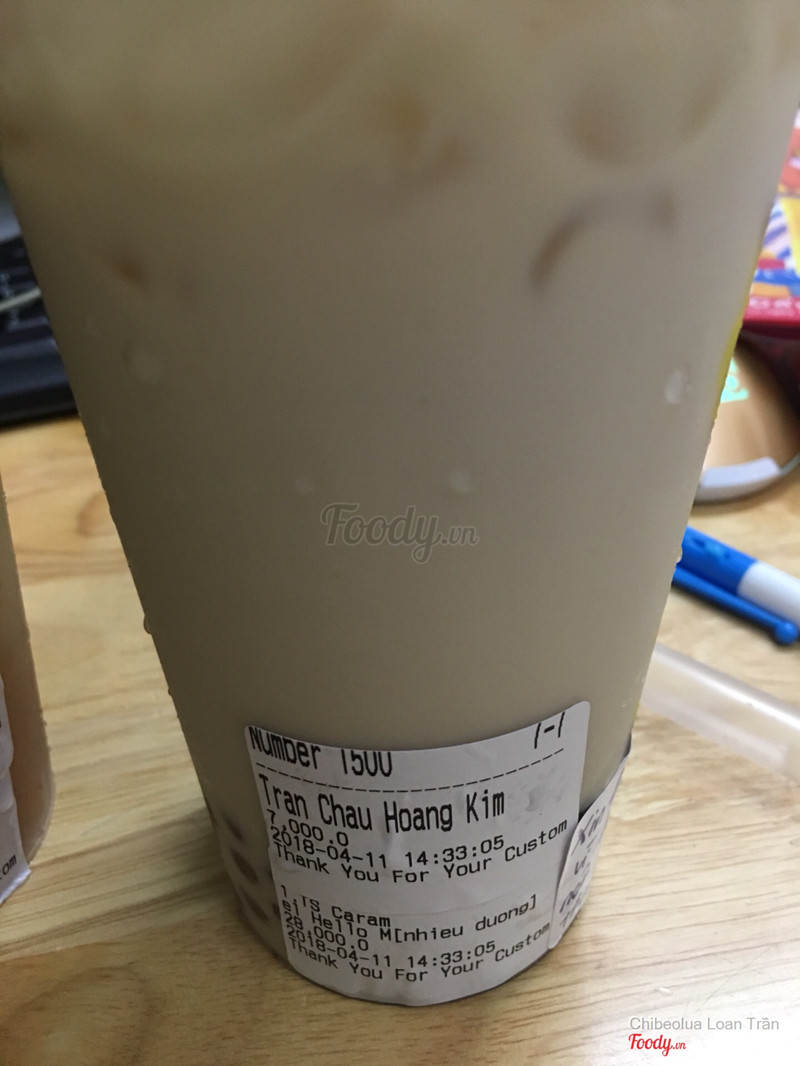 Foody.vn
Number 1500
Tran Chau Hoang Kim
7,000.0
2018-04-11 14:33:05
Thank You For Your Custom
1 TS Caram
el Hello M[nhieu duong]
28,000.0
2018-04-11 14:33:05
Thank You For Your Custom
Xin
om
Chibeolua Loan Trần
Foody.vn